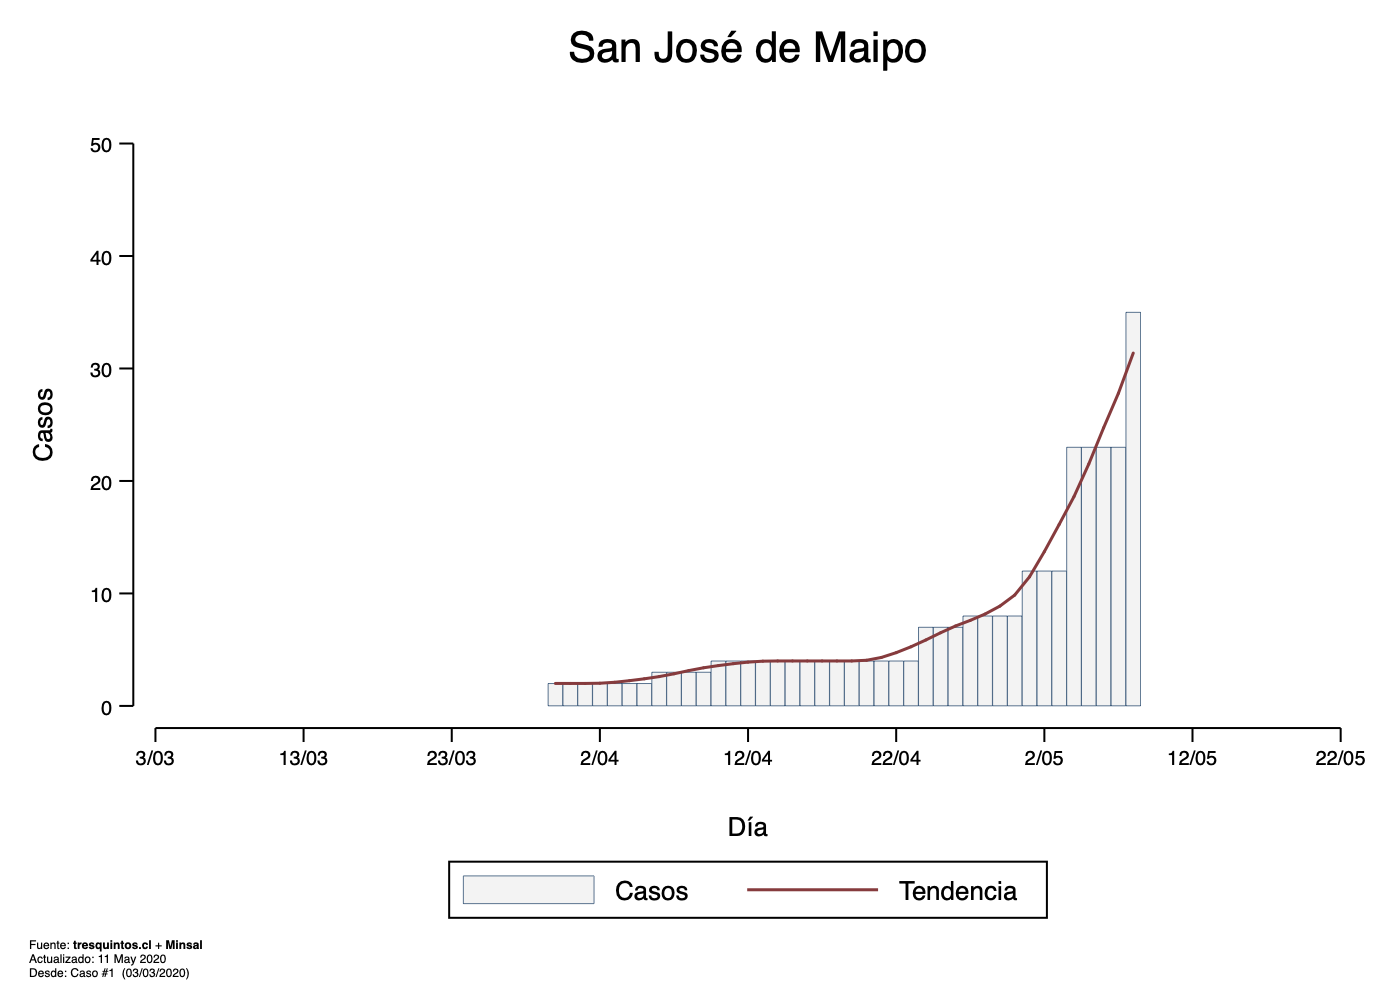 San José de Maipo
50
40
30
20
10
0
Casos
3/03 13/03 23/03 2/04 12/04 22/04 2/05 12/05 22/05
Día
Casos Tendencia
Fuente: tresquintos.cl + Minsal
Actualizado: 11 May 2020
Desde: Caso #1 (03/03/2020)